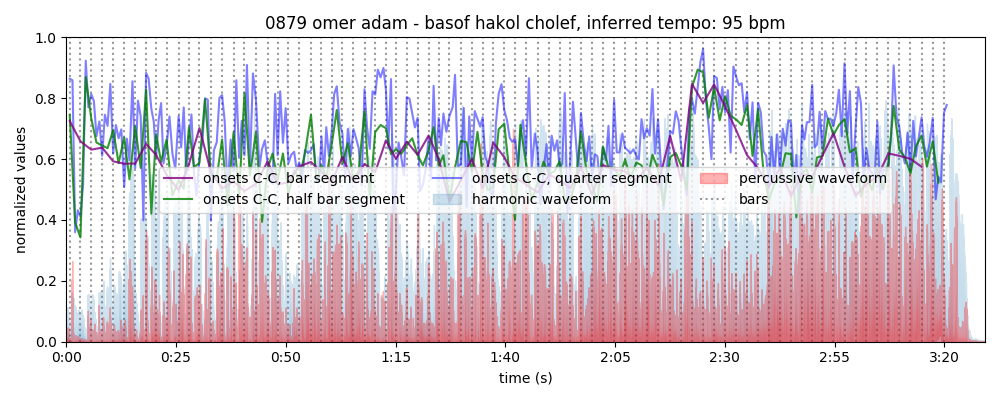 0879 omer adam - basof hakol cholef, inferred tempo: 95 bpm
normalized values
1.0
0.8
0.6
0.4
0.2
0.0
onsets C-C, bar segment
onsets C-C, half bar segment
onsets C-C, quarter segment
harmonic waveform
percussive waveform
bars
0:00 0:25 0:50 1:15 1:40 2:05 2:30 2:55 3:20
time (s)